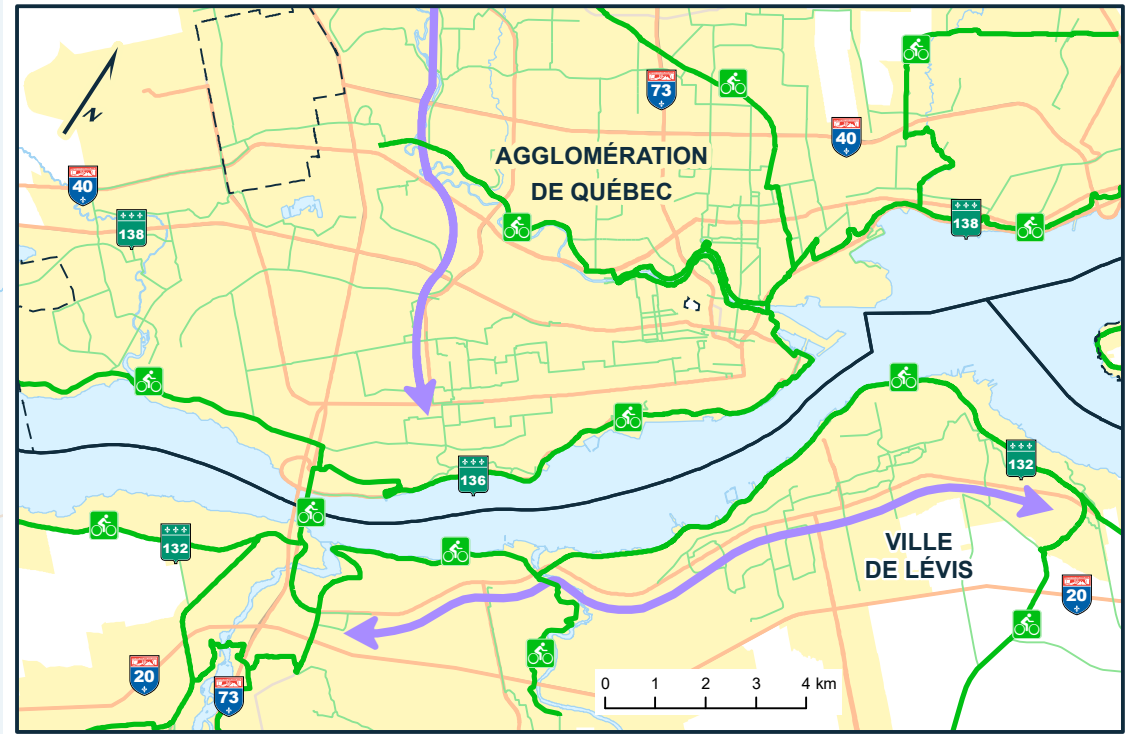 N
73
40
AGGLOMÉRATION
DE QUÉBEC
40
138
138
136
132
132
VILLE
DE LÉVIS
20
20
73
0 1 2 3 4 km